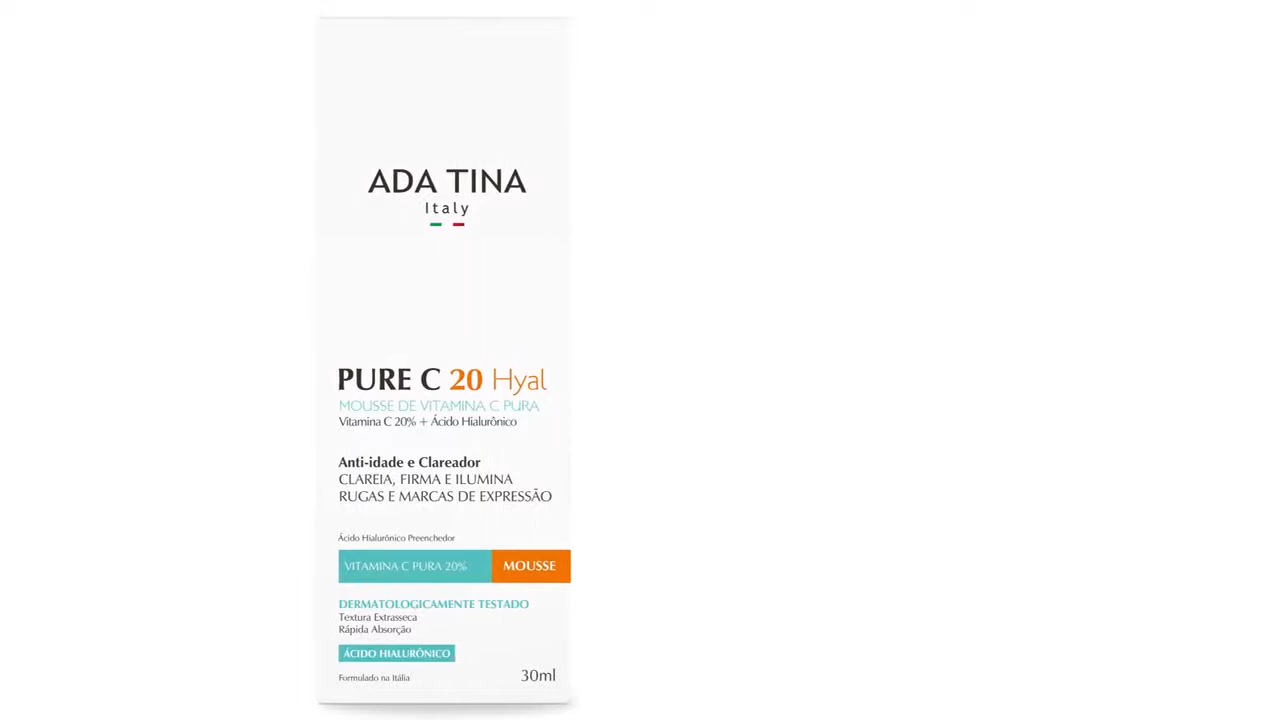 ADA TINA
Italy
PURE C 20 Hyal
MOUSSE DE VITAMINA C PURA
Vitamina C 20% + Ácido Hialurônico
Anti-idade e Clareador
CLAREIA, FIRMA E ILUMINA
RUGAS E MARCAS DE EXPRESSÃO
Ácido Hialurônico Preenchedor
VITAMINA C PURA 20% MOUSSE
DERMATOLOGICAMENTE TESTADO
Textura Extrasseca
Rápida Absorção
ÁCIDO HIALURÔNICO
Formulado na Itália 30ml